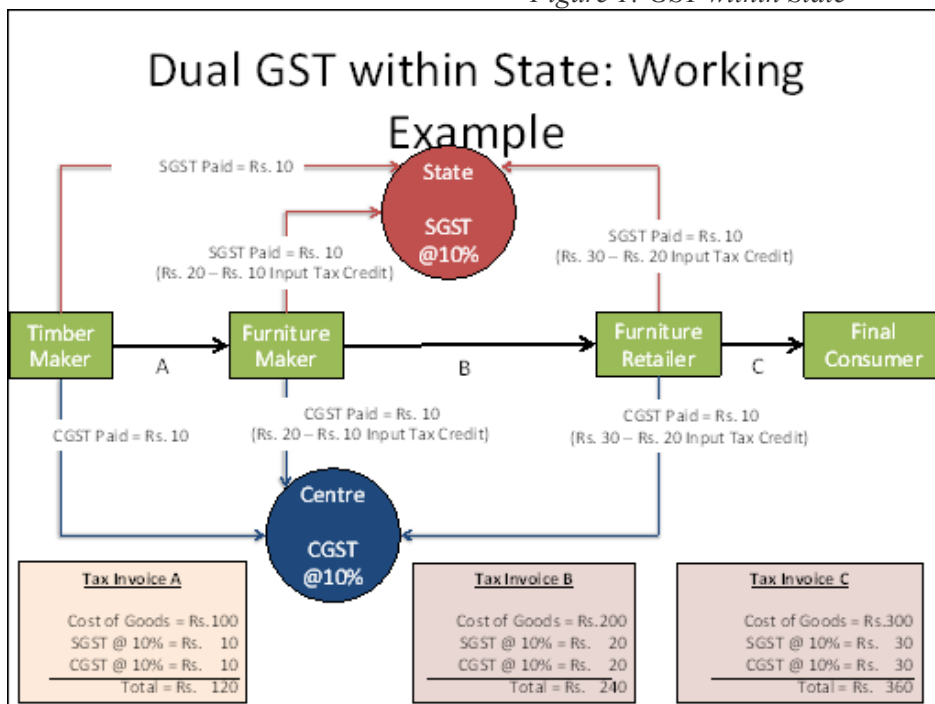 Figure 1: GST within State
Dual GST within State: Working
Example
SGST Paid = Rs. 10
State
SGST
@10%
SGST Paid = Rs. 10
(Rs. 20 – Rs. 10 Input Tax Credit)
SGST Paid = Rs. 10
(Rs. 30 – Rs. 20 Input Tax Credit)
Timber
Maker
A
Furniture
Maker
B
Furniture
Retailer
C
Final
Consumer
CGST Paid = Rs. 10
CGST Paid = Rs. 10
(Rs. 20 – Rs. 10 Input Tax Credit)
CGST Paid = Rs. 10
(Rs. 30 – Rs. 20 Input Tax Credit)
Centre
CGST
@10%
Tax Invoice A
Cost of Goods = Rs.100
SGST @ 10% = Rs. 10
CGST @ 10% = Rs. 10
Total = Rs. 120
Tax Invoice B
Cost of Goods = Rs.200
SGST @ 10% = Rs. 20
CGST @ 10% = Rs. 20
Total = Rs. 240
Tax Invoice C
Cost of Goods = Rs.300
SGST @ 10% = Rs. 30
CGST @ 10% = Rs. 30
Total = Rs. 360